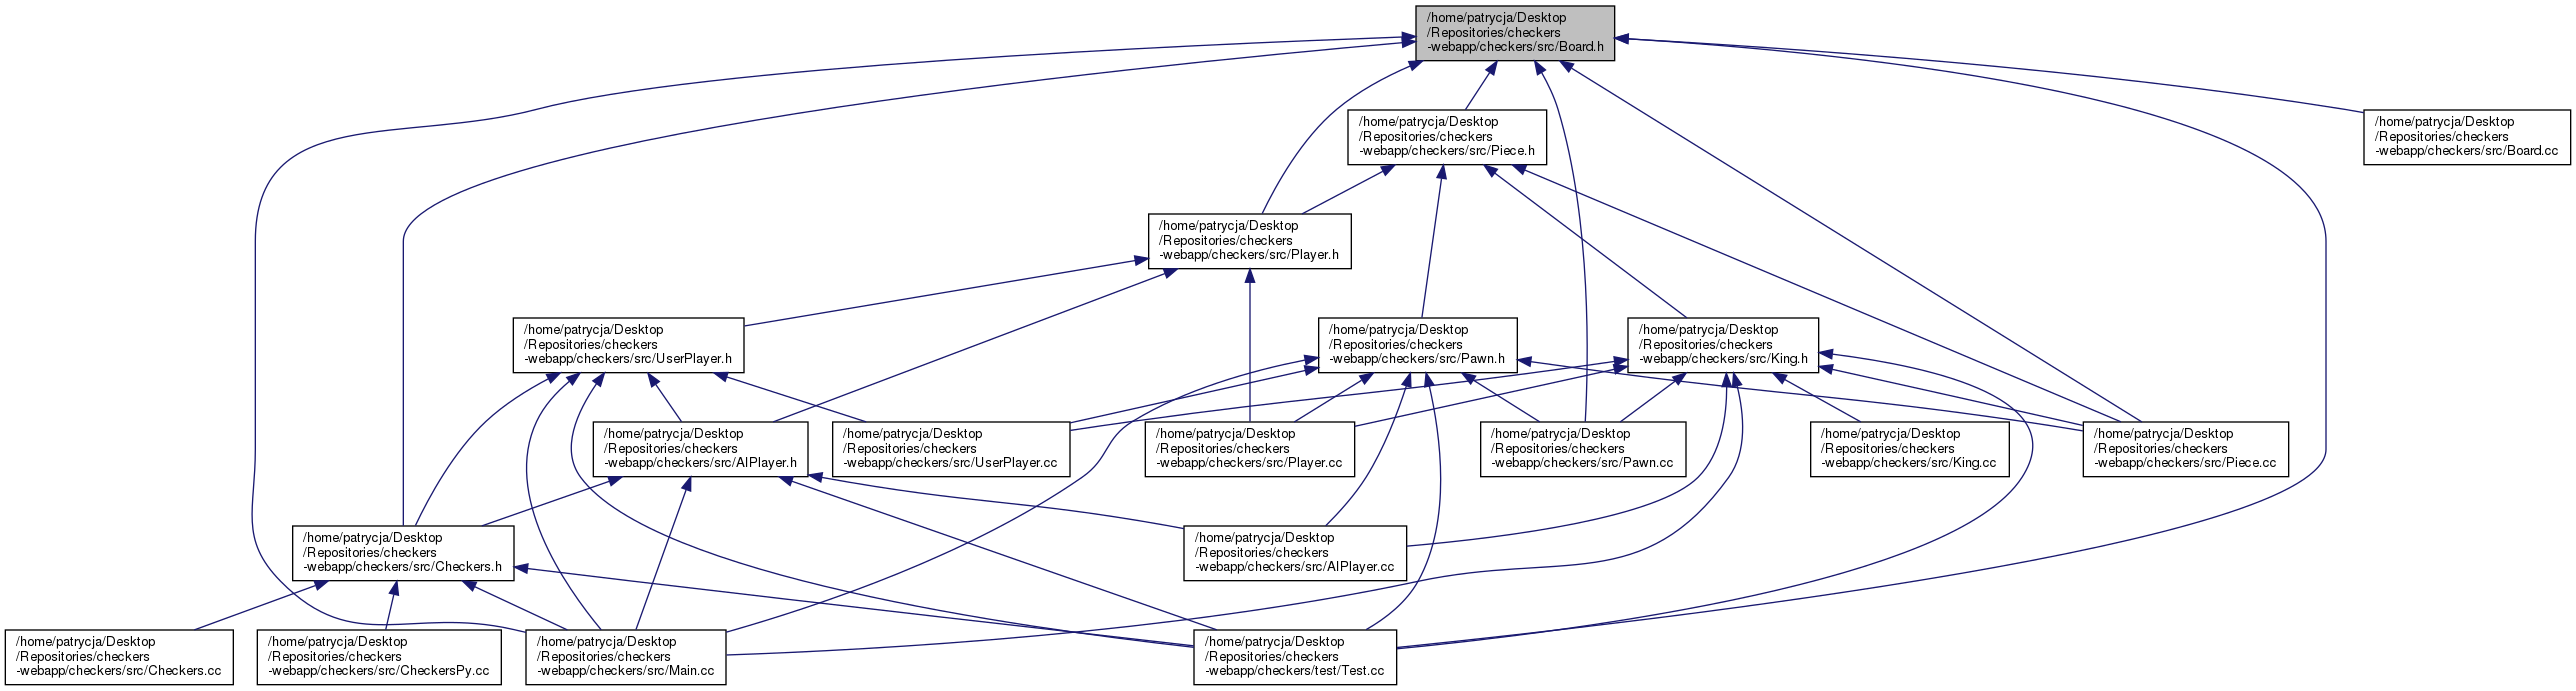 /home/patrycja/Desktop
/Repositories/checkers
-webapp/checkers/src/Board.h
/home/patrycja/Desktop
/Repositories/checkers
-webapp/checkers/src/Piece.h
/home/patrycja/Desktop
/Repositories/checkers
-webapp/checkers/src/Board.cc
/home/patrycja/Desktop
/Repositories/checkers
-webapp/checkers/src/Player.h
/home/patrycja/Desktop
/Repositories/checkers
-webapp/checkers/src/UserPlayer.h
/home/patrycja/Desktop
/Repositories/checkers
-webapp/checkers/src/Pawn.h
/home/patrycja/Desktop
/Repositories/checkers
-webapp/checkers/src/King.h
/home/patrycja/Desktop
/Repositories/checkers
-webapp/checkers/src/AIPlayer.h
/home/patrycja/Desktop
/Repositories/checkers
-webapp/checkers/src/UserPlayer.cc
/home/patrycja/Desktop
/Repositories/checkers
-webapp/checkers/src/Player.cc
/home/patrycja/Desktop
/Repositories/checkers
-webapp/checkers/src/Pawn.cc
/home/patrycja/Desktop
/Repositories/checkers
-webapp/checkers/src/King.cc
/home/patrycja/Desktop
/Repositories/checkers
-webapp/checkers/src/Piece.cc
/home/patrycja/Desktop
/Repositories/checkers
-webapp/checkers/src/Checkers.h
/home/patrycja/Desktop
/Repositories/checkers
-webapp/checkers/src/AIPlayer.cc
/home/patrycja/Desktop
/Repositories/checkers
-webapp/checkers/src/Checkers.cc
/home/patrycja/Desktop
/Repositories/checkers
-webapp/checkers/src/CheckersPy.cc
/home/patrycja/Desktop
/Repositories/checkers
-webapp/checkers/src/Main.cc
/home/patrycja/Desktop
/Repositories/checkers
-webapp/checkers/test/Test.cc